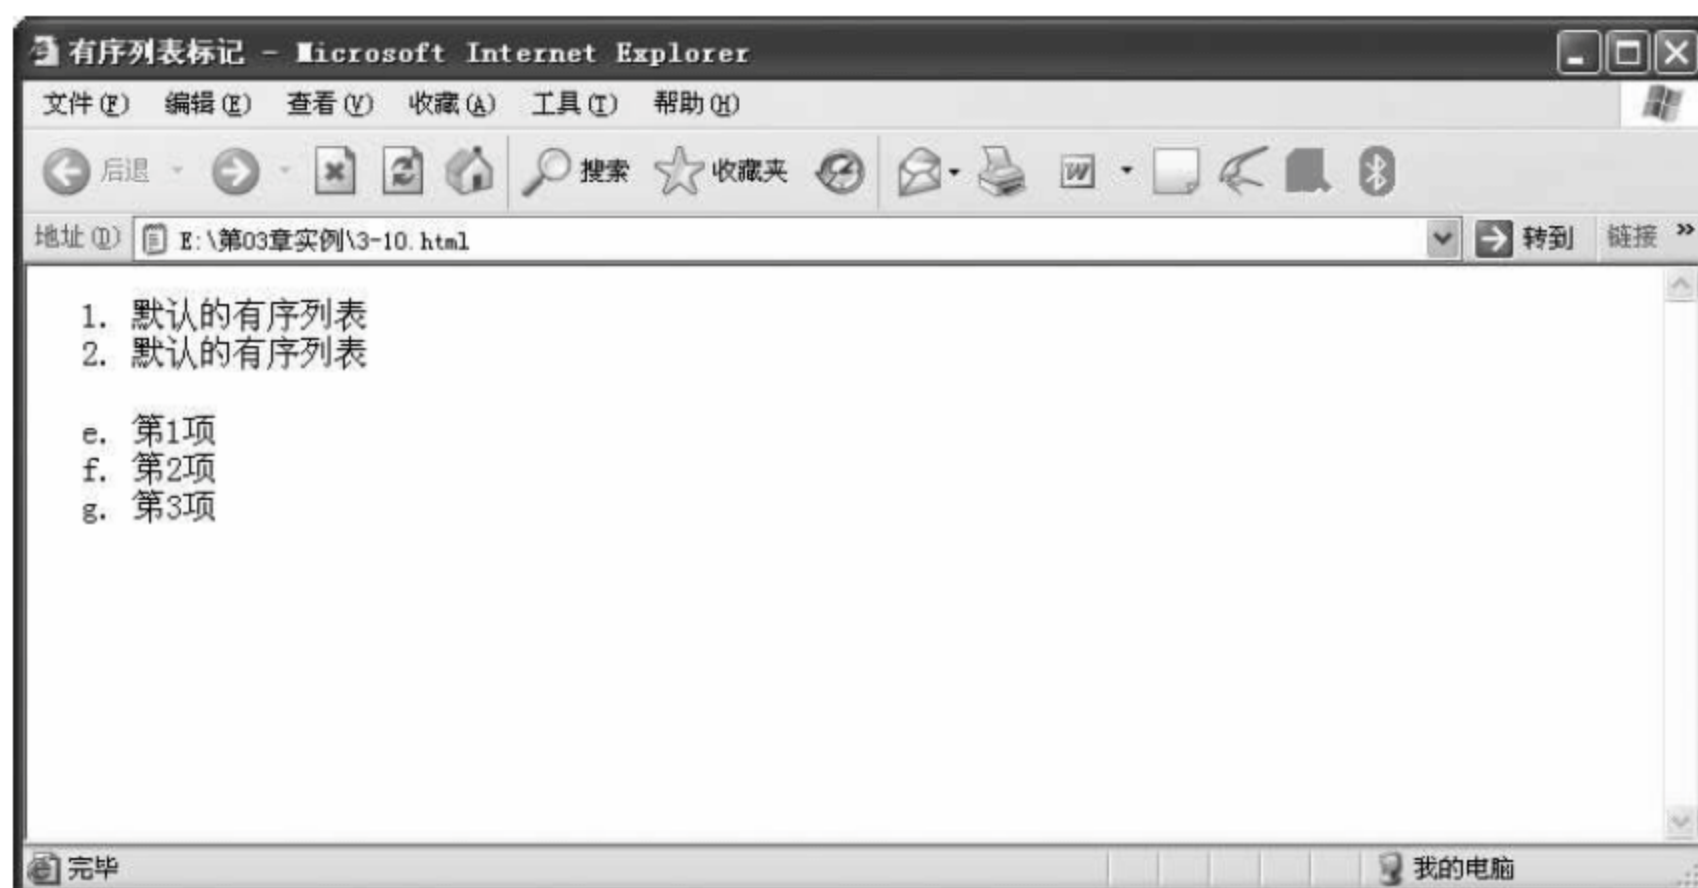 有序列表标记 - Microsoft Internet Explorer
文件(F) 编辑(E) 查看(V) 收藏(A) 工具(T) 帮助(H)
后退 搜索 收藏夹 W
地址(D) E:\第03章实例\3-10.html 转到 链接 »
1. 默认的有序列表
2. 默认的有序列表
e. 第1项
f. 第2项
g. 第3项
完毕 我的电脑